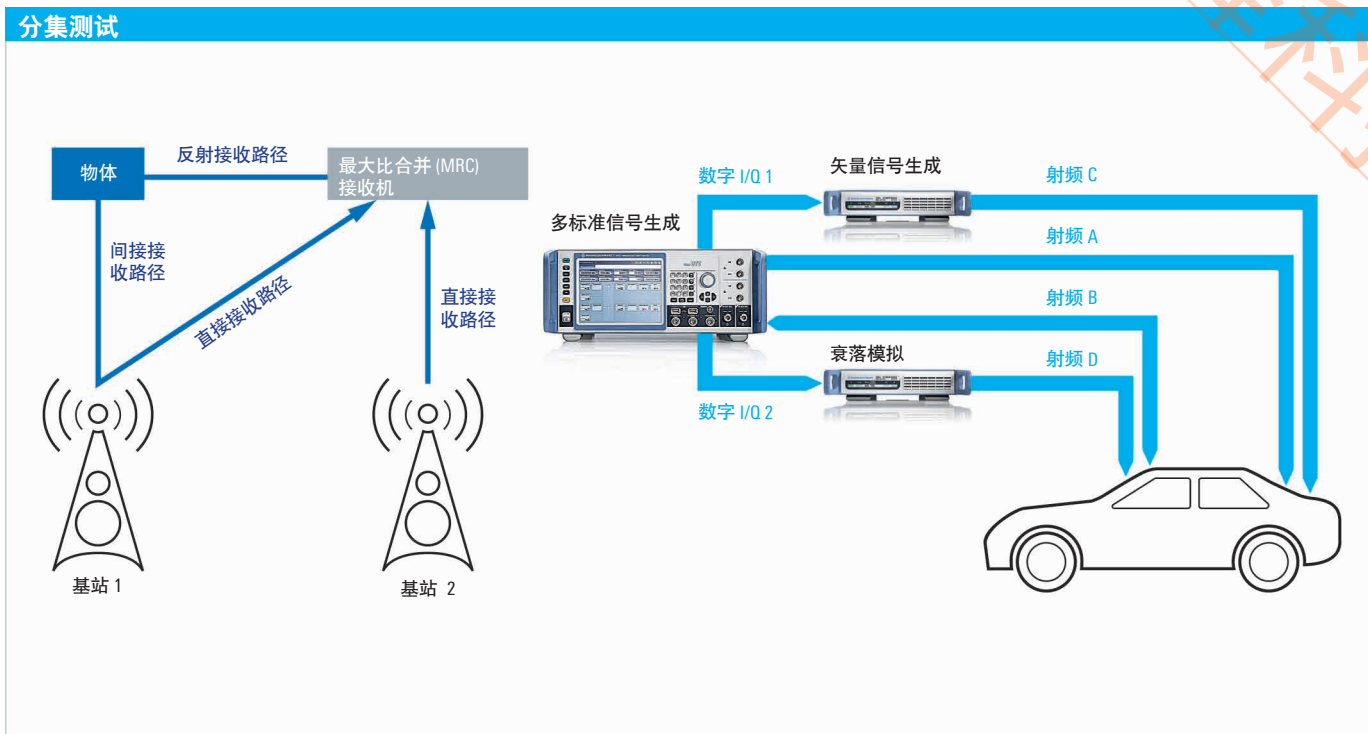 分集测试
物体
反射接收路径
最大比合并 (MRC)
接收机
间接接
收路径
直接接收路径
直接接
收路径
基站 1
基站 2
数字 I/Q 1
矢量信号生成
射频 C
多标准信号生成
射频 A
射频 B
衰落模拟
射频 D
数字 I/Q 2